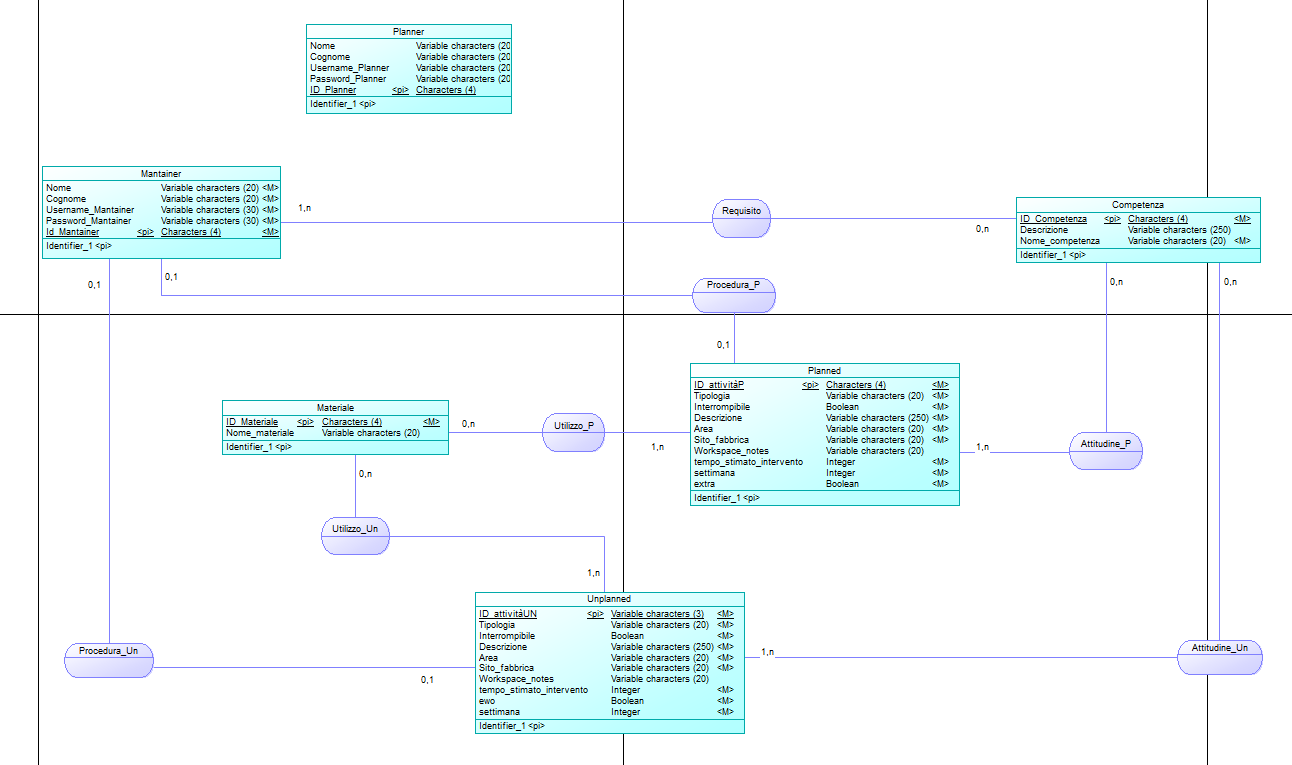 Planner
Nome Variable characters (20
Cognome Variable characters (20
Username_Planner Variable characters (20
Password_Planner Variable characters (20
ID_Planner <pi> Characters (4)
Identifier_1 <pi>
Mantainer
Nome Variable characters (20) <M>
Cognome Variable characters (20) <M>
Username_Mantainer Variable characters (30) <M>
Password_Mantainer Variable characters (30) <M>
Id_Mantainer <pi> Characters (4) <M>
Identifier_1 <pi>
1,n
Requisito
0,n
Competenza
ID_Competenza <pi> Characters (4) <M>
Descrizione Variable characters (250)
Nome_competenza Variable characters (20) <M>
Identifier_1 <pi>
0,1
0,1
Procedura_P
0,n
0,n
0,1
Planned
ID_attivitàP <pi> Characters (4) <M>
Tipologia Variable characters (20) <M>
Interrompibile Boolean <M>
Descrizione Variable characters (250) <M>
Area Variable characters (20) <M>
Sito_fabbrica Variable characters (20) <M>
Workspace_notes Variable characters (20)
tempo_stimato_intervento Integer <M>
settimana Integer <M>
extra Boolean <M>
Identifier_1 <pi>
Materiale
ID_Materiale <pi> Characters (4) <M>
Nome_materiale Variable characters (20)
Identifier_1 <pi>
0,n
Utilizzo_P
1,n
1,n
Attitudine_P
0,n
Utilizzo_Un
1,n
Unplanned
ID_attivitàUN <pi> Variable characters (3) <M>
Tipologia Variable characters (20) <M>
Interrompibile Boolean <M>
Descrizione Variable characters (250) <M>
Area Variable characters (20) <M>
Sito_fabbrica Variable characters (20) <M>
Workspace_notes Variable characters (20)
tempo_stimato_intervento Integer <M>
ewo Boolean <M>
settimana Integer <M>
Identifier_1 <pi>
Procedura_Un
0,1
1,n
Attitudine_Un